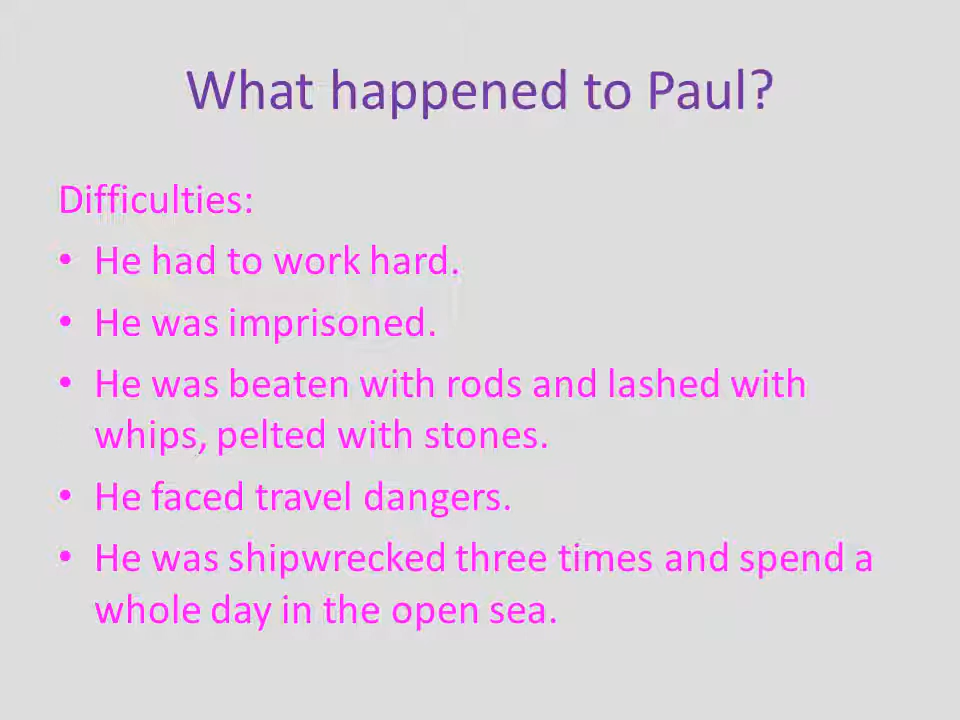 What happened to Paul?
Difficulties:
• He had to work hard.
• He was imprisoned.
• He was beaten with rods and lashed with
whips, pelted with stones.
• He faced travel dangers.
• He was shipwrecked three times and spend a
whole day in the open sea.